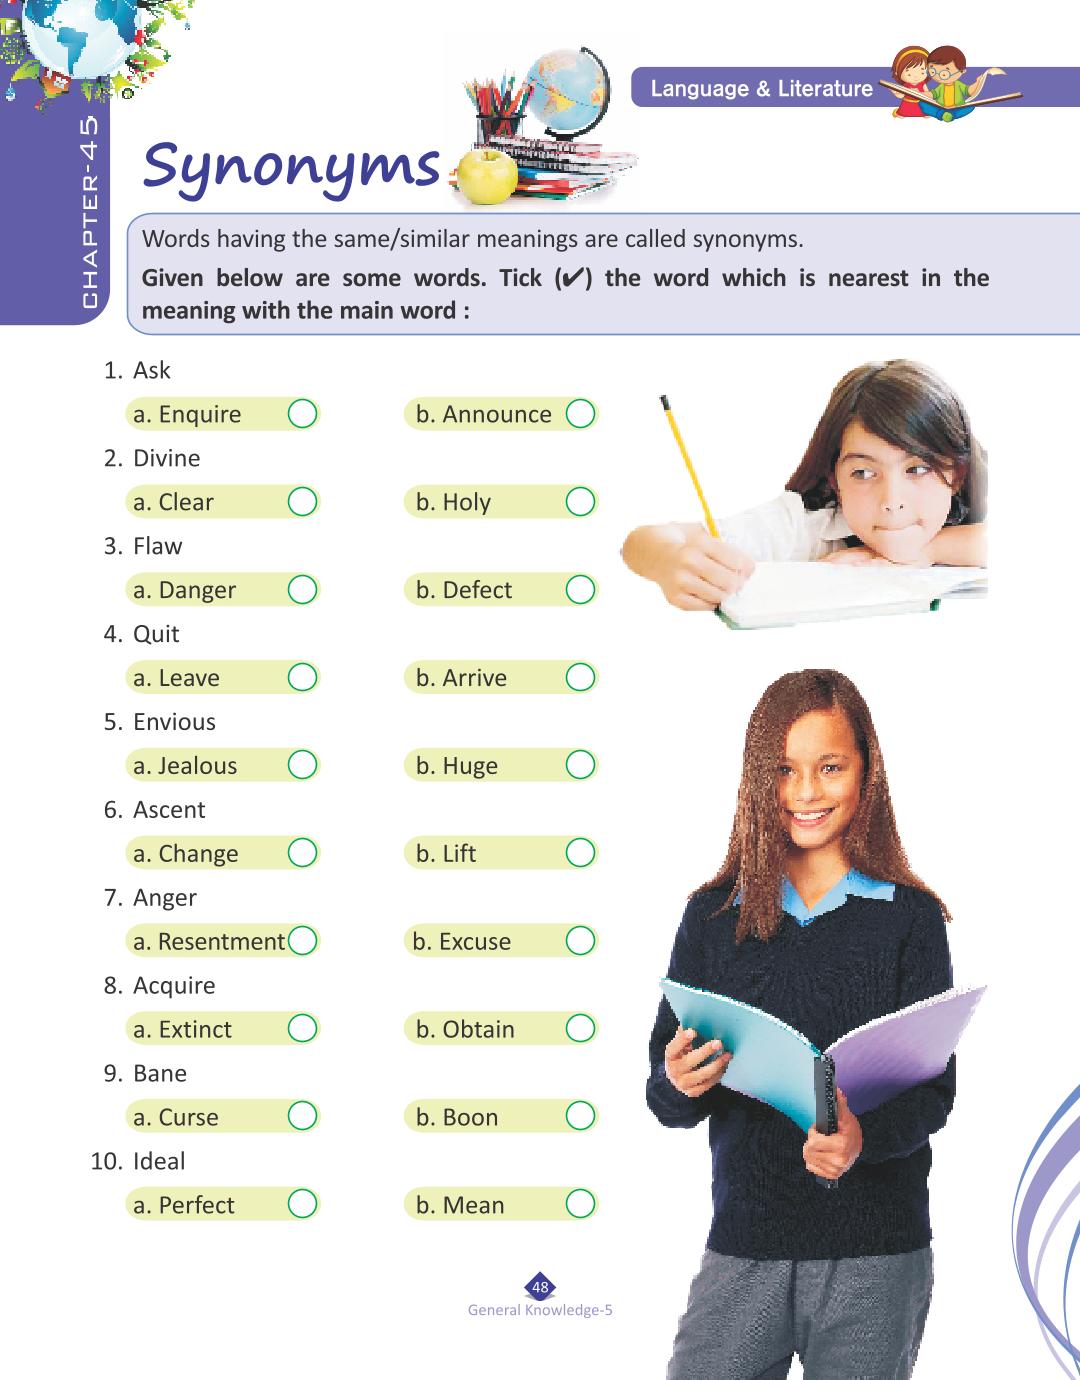 CHAPTER-45
Language & Literature
Synonyms
Words having the same/similar meanings are called synonyms.
Given below are some words. Tick (✔) the word which is nearest in the
meaning with the main word :
1. Ask
a. Enquire b. Announce
2. Divine
a. Clear b. Holy
3. Flaw
a. Danger b. Defect
4. Quit
a. Leave b. Arrive
5. Envious
a. Jealous b. Huge
6. Ascent
a. Change b. Lift
7. Anger
a. Resentment b. Excuse
8. Acquire
a. Extinct b. Obtain
9. Bane
a. Curse b. Boon
10. Ideal
a. Perfect b. Mean
48
General Knowledge-5